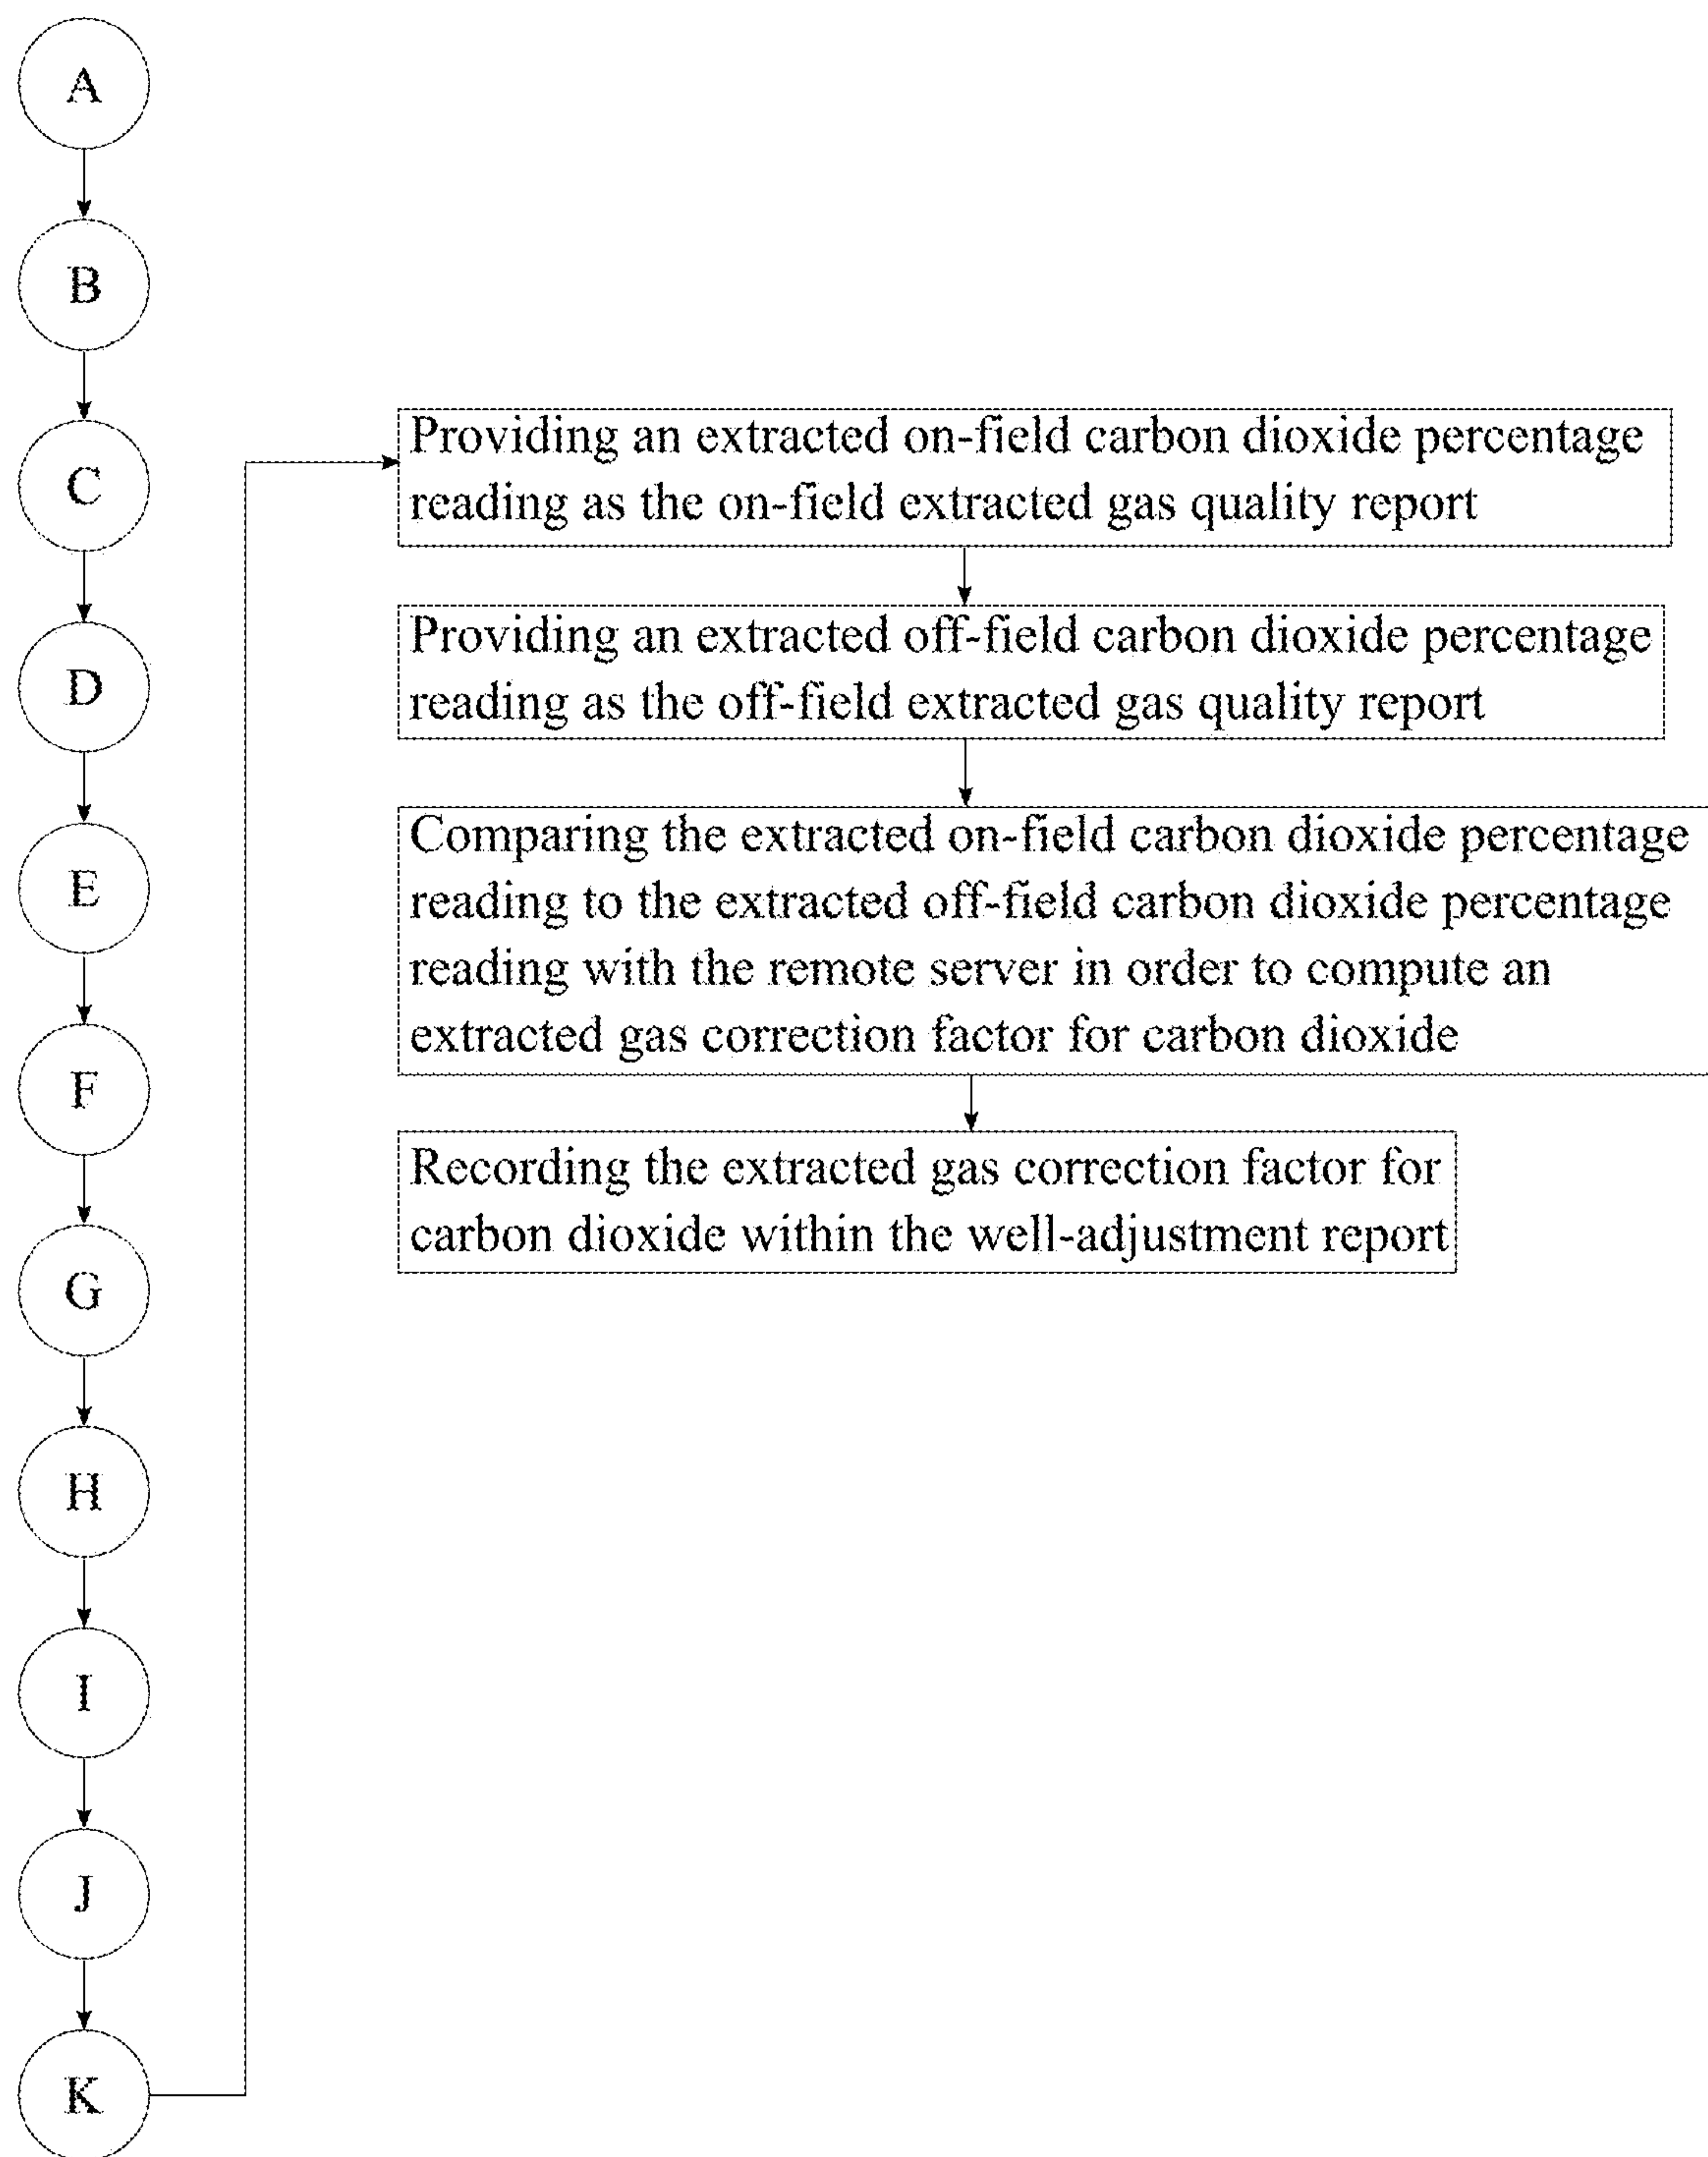 A
B
C
D
E
F
G
H
I
J
K
Providing an extracted on-field carbon dioxide percentage
reading as the on-field extracted gas quality report
Providing an extracted off-field carbon dioxide percentage
reading as the off-field extracted gas quality report
Comparing the extracted on-field carbon dioxide percentage
reading to the extracted off-field carbon dioxide percentage
reading with the remote server in order to compute an
extracted gas correction factor for carbon dioxide
Recording the extracted gas correction factor for
carbon dioxide within the well-adjustment report